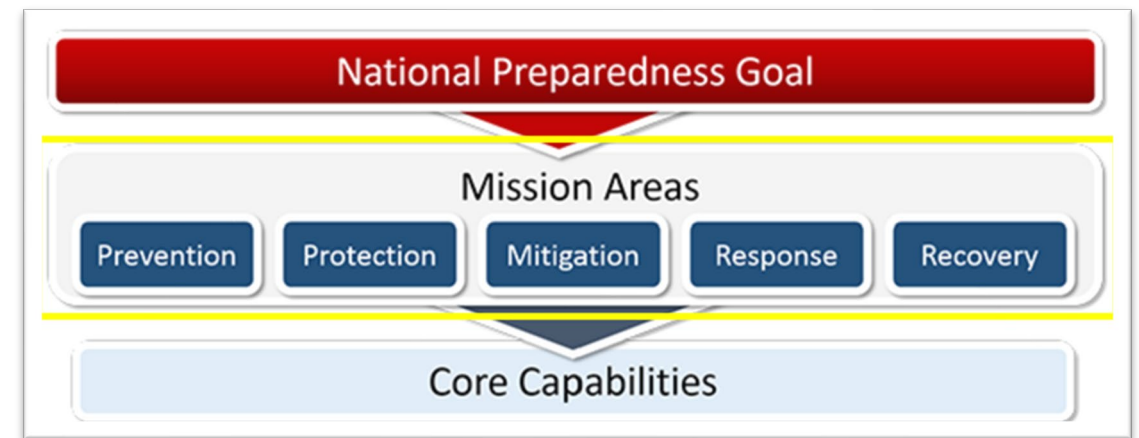 National Preparedness Goal
Mission Areas
Prevention Protection Mitigation Response Recovery
Core Capabilities